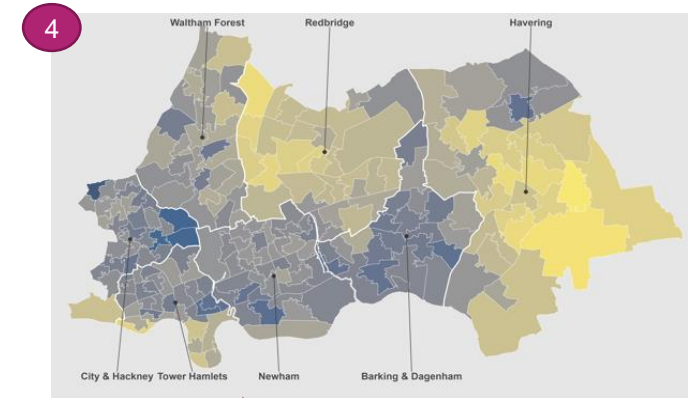 4
Waltham Forest
Redbridge
Havering
City & Hackney
Tower Hamlets
Newham
Barking & Dagenham